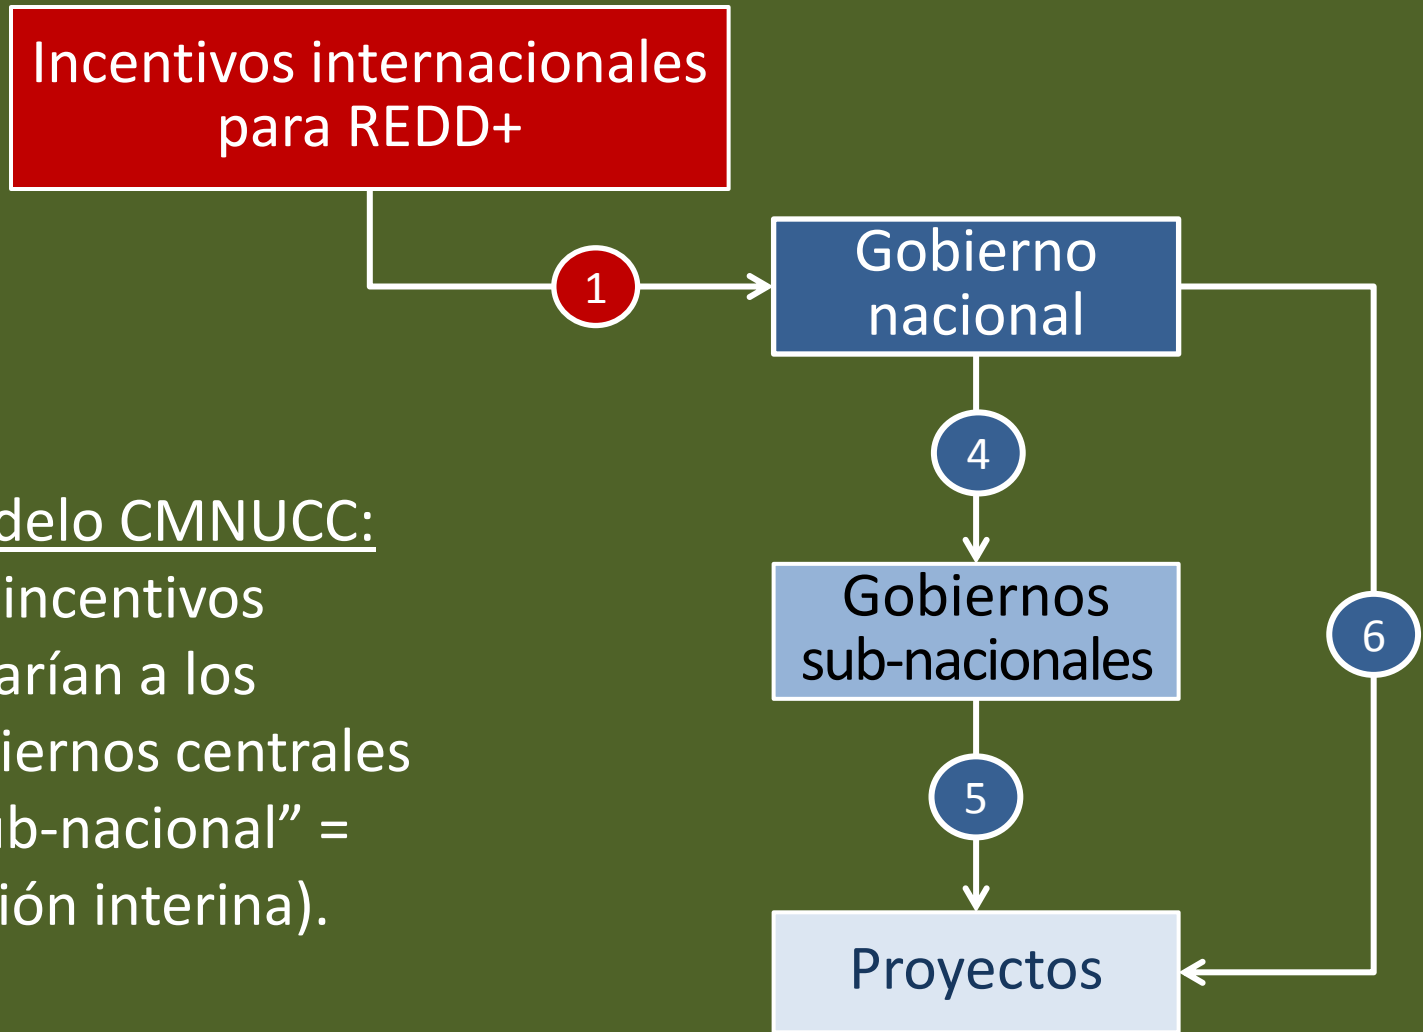 Incentivos internacionales
para REDD+
1
Gobierno
nacional
4
delo CMNUCC:
incentivos
arían a los
iernos centrales
ub-nacional” =
ión interina).
Gobiernos
sub-nacionales
6
5
Proyectos